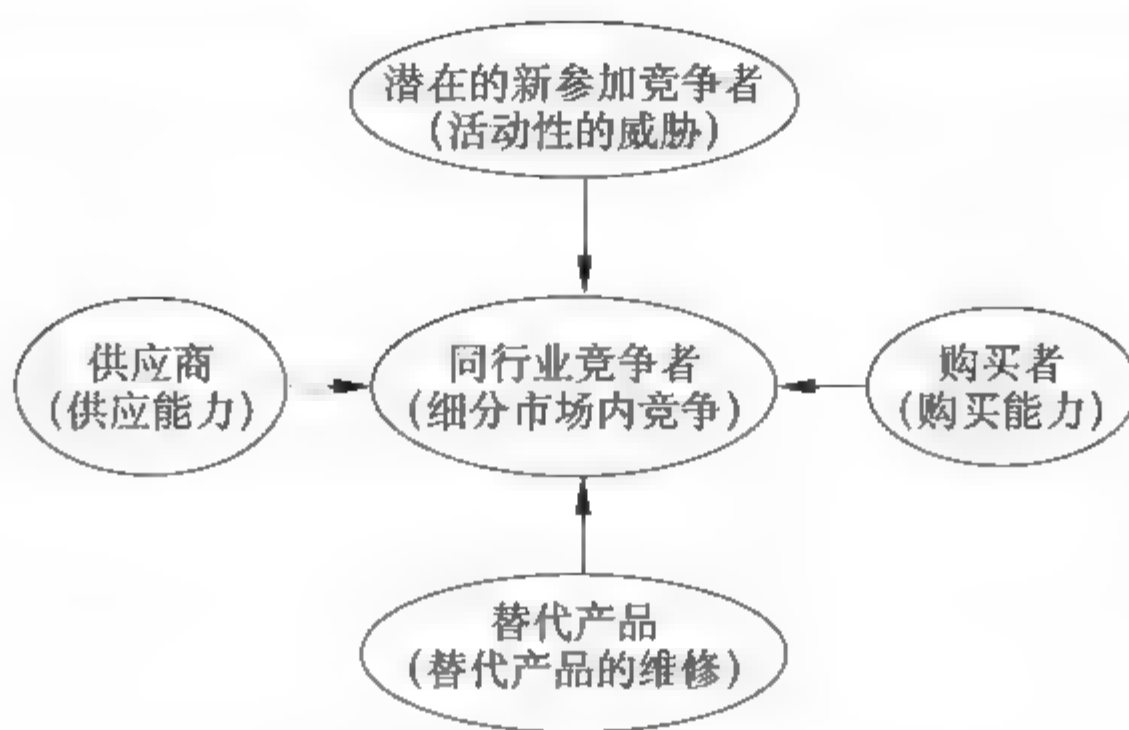 潜在的新参加竞争者
(活动性的威胁)
供应商
(供应能力)
同行业竞争者
(细分市场内竞争)
购买者
(购买能力)
替代产品
(替代产品的维修)